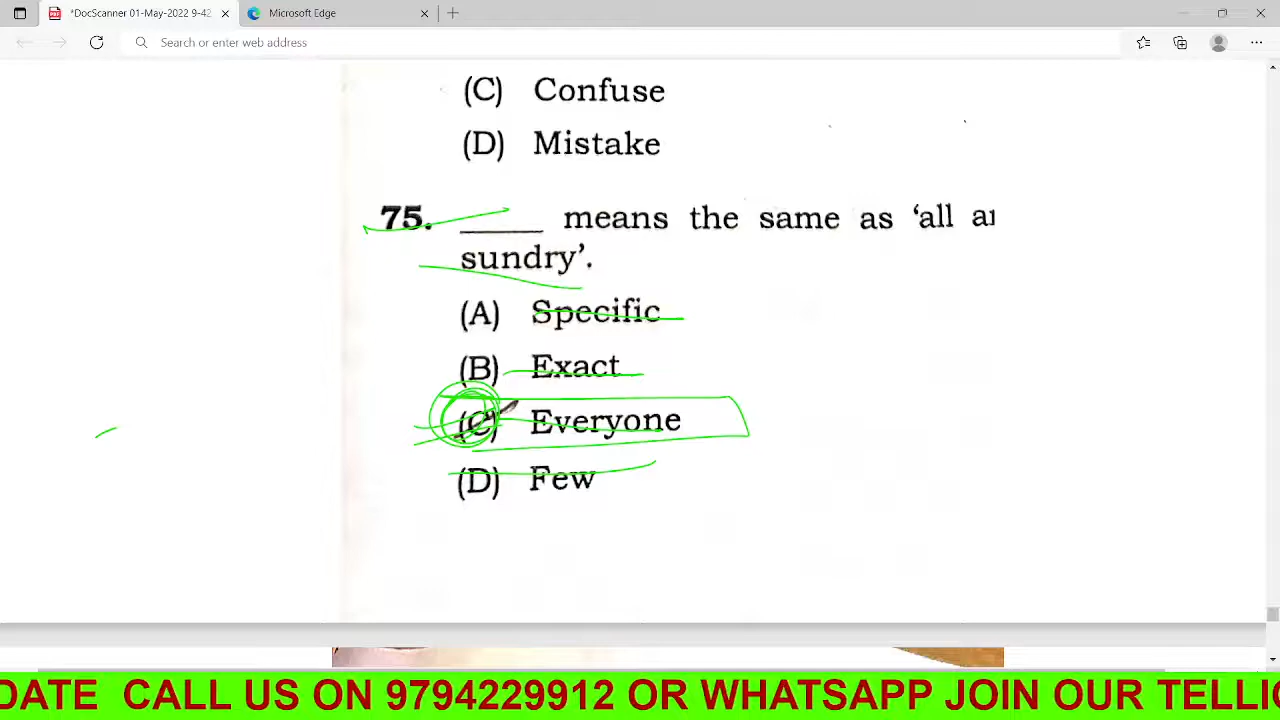 *DocScanner 01-May-2022 9-4
Microsoft Edge
Search or enter web address
(C) Confuse
(D) Mistake
75. _____ means the same as ‘all a
sundry’.
(A) Specific
(B) Exact
(C) Everyone
(D) Few
DATE CALL US ON 9794229912 OR WHATSAPP JOIN OUR TELLI